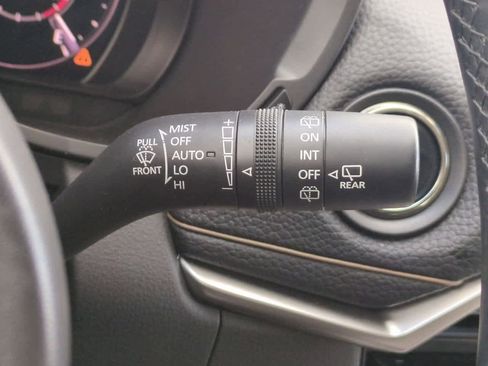 MIST
OFF
PULL
AUTO
FRONT
LO
HI
+
−
ON
INT
OFF
REAR